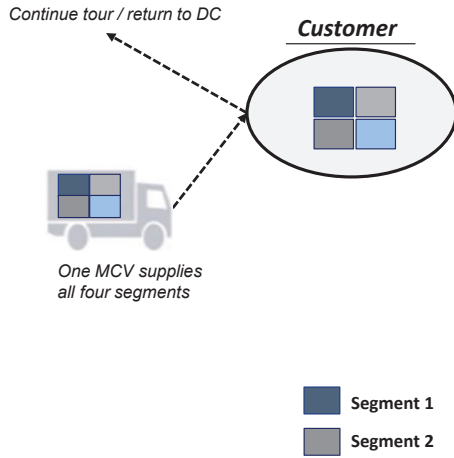 Continue tour / return to DC
Customer
One MCV supplies
all four segments
Segment 1
Segment 2